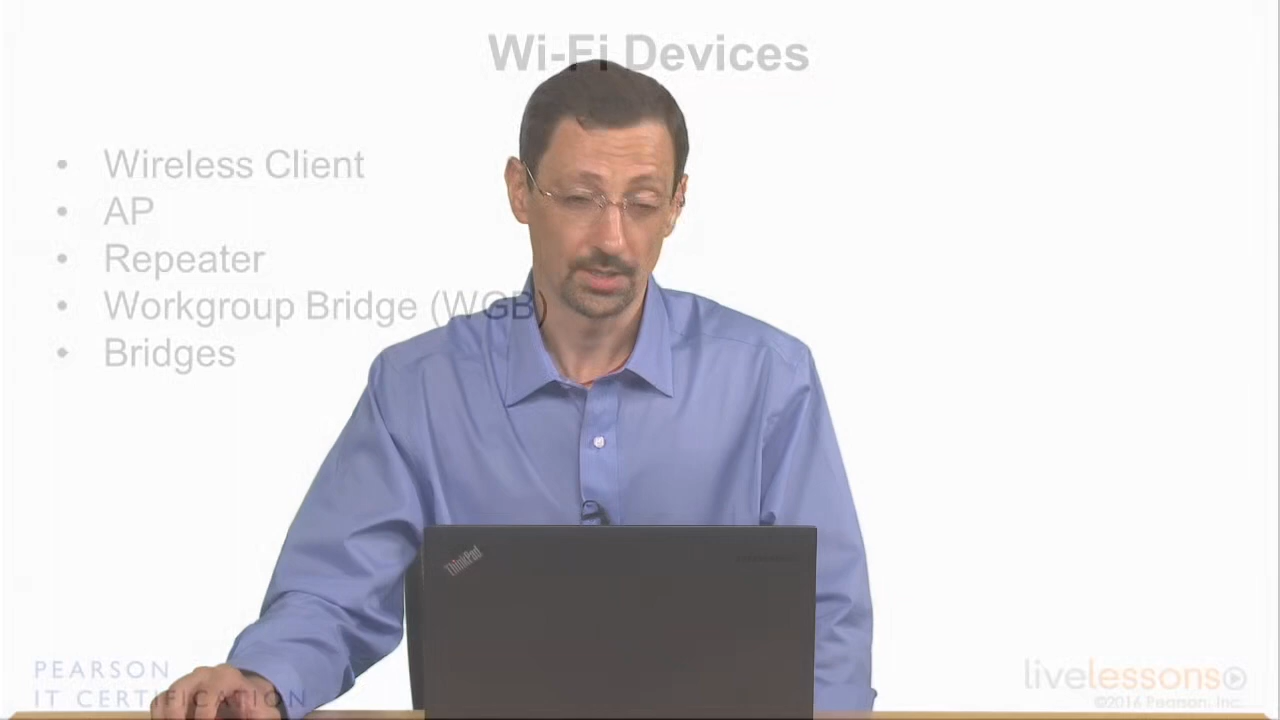 Wi-Fi Devices
• Wireless Client
• AP
• Repeater
• Workgroup Bridge (WGB)
• Bridges
ThinkPad
PEARSON
IT CERTIFICATION
livelessons
©2016 Pearson, Inc.